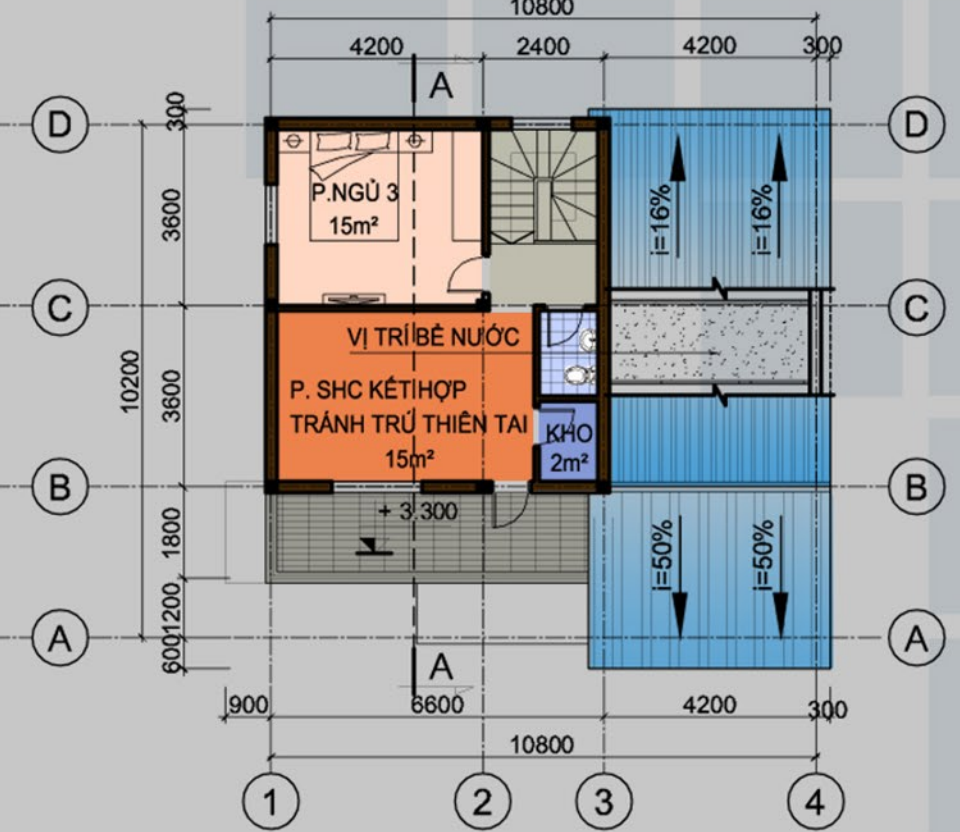 10800
4200 2400 4200 300
A
D 300 D
P.NGỦ 3
15m²
3600
i=16% i=16%
C C
VỊ TRÍ BỂ NƯỚC
10200
3600
P. SHC KẾT HỢP
TRÁNH TRÚ THIÊN TAI
15m²
KHO
2m²
B B
+ 3.300
1800
i=50% i=50%
1200
A A
600
A
900 6600 4200 300
10800
1 2 3 4